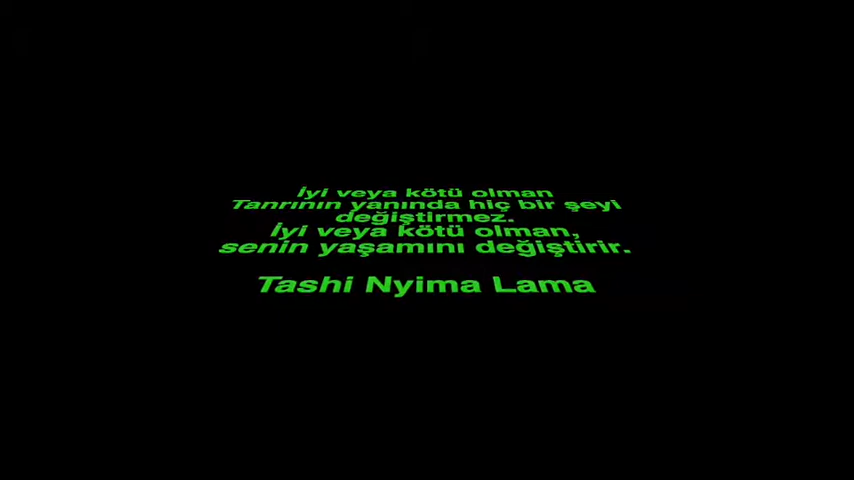 İyi veya kötü olman
Tanrının yanında hiç bir şeyi
değiştirmez.
İyi veya kötü olman,
senin yaşamını değiştirir.
Tashi Nyima Lama